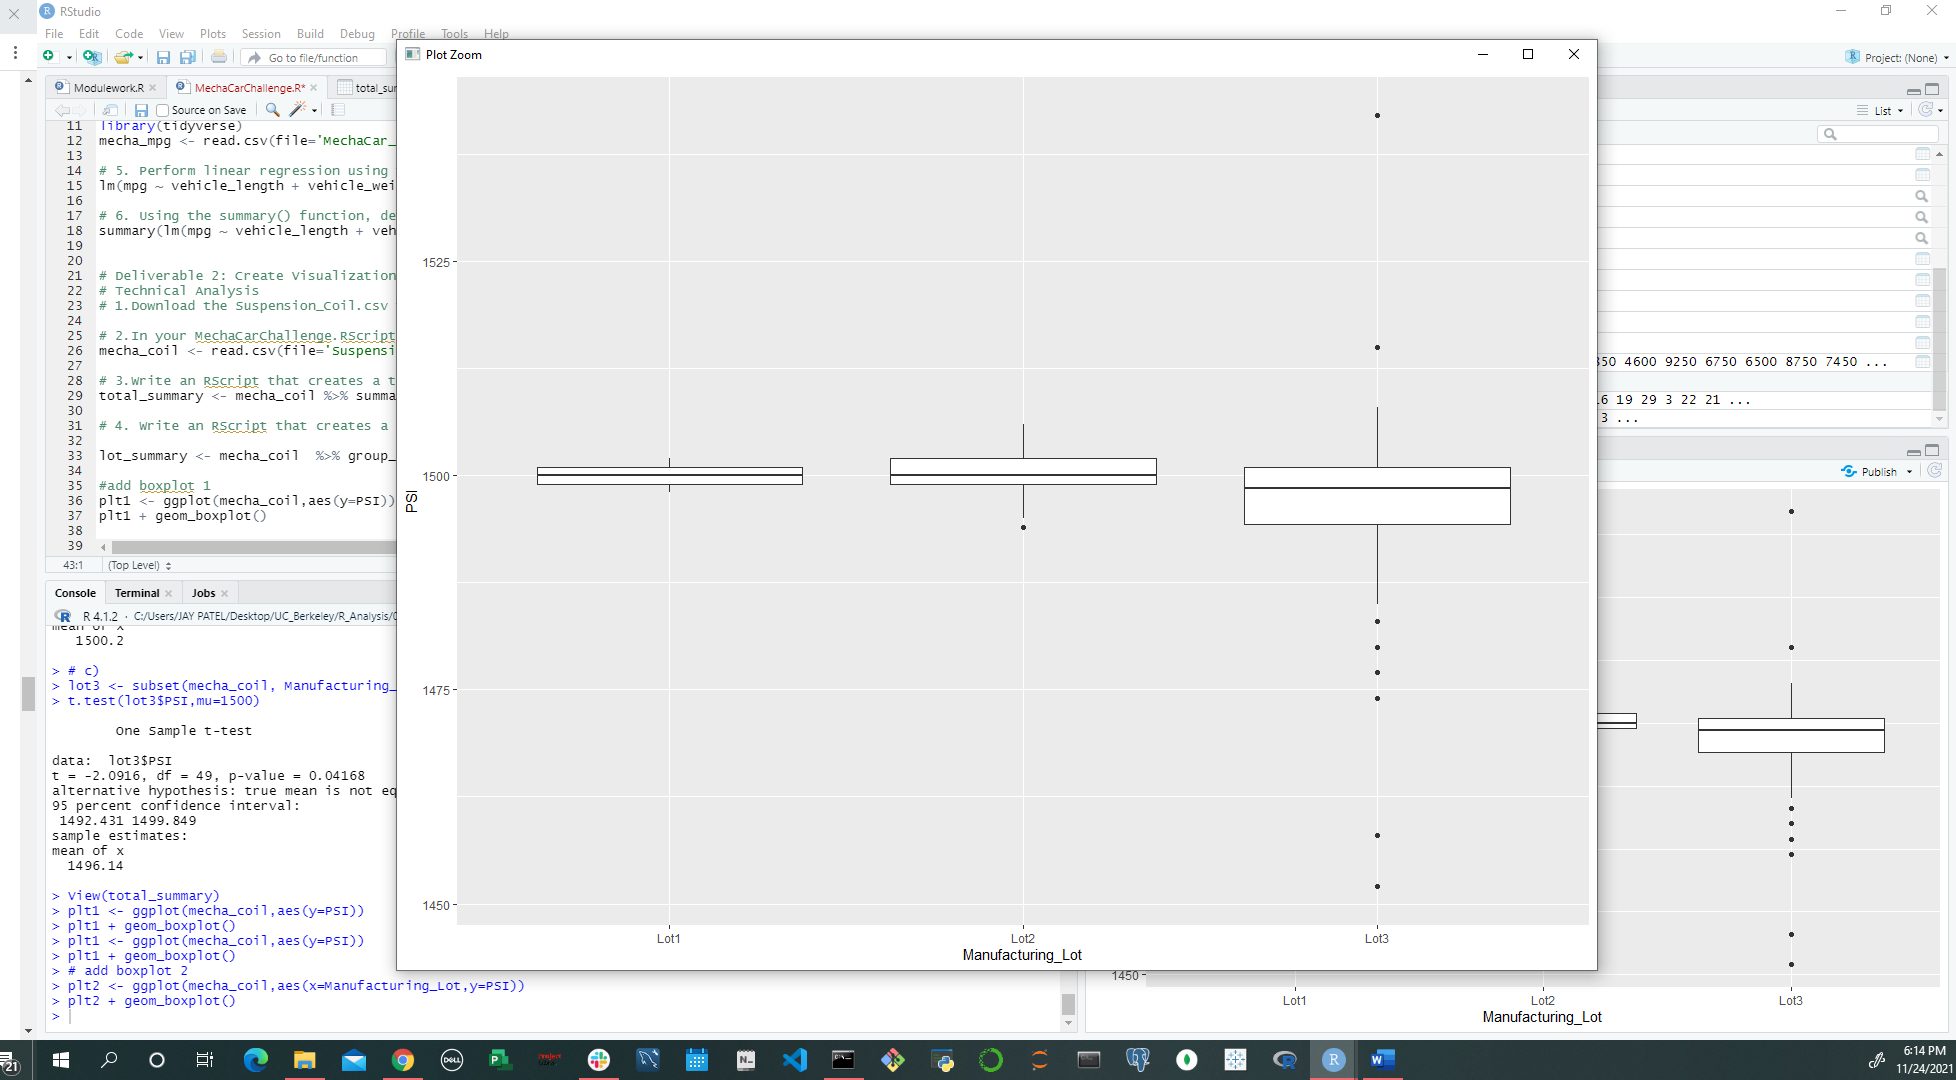 RStudio
File Edit Code View Plots Session Build Debug Profile Tools Help
Go to file/function
Project: (None)
Modulework.R
MechaCarChallenge.R*
Source on Save
11 library(tidyverse)
12 mecha_mpg <- read.csv(file='MechaCar_
13
14 # 5. Perform linear regression using
15 lm(mpg ~ vehicle_length + vehicle_wei
16
17 # 6. Using the summary() function, de
18 summary(lm(mpg ~ vehicle_length + veh
19
20
21 # Deliverable 2: Create Visualization
22 # Technical Analysis
23 # 1.Download the Suspension_Coil.csv
24
25 # 2.In your MechaCarChallenge.RScript
26 mecha_coil <- read.csv(file='Suspensi
27
28 # 3.Write an RScript that creates a t
29 total_summary <- mecha_coil %>% summa
30
31 # 4. Write an RScript that creates a
32
33 lot_summary <- mecha_coil  %>% group_
34
35 #add boxplot 1
36 plt1 <- ggplot(mecha_coil,aes(y=PSI))
37 plt1 + geom_boxplot()
38
39
43:1 (Top Level)
Console Terminal Jobs
R 4.1.2 · C:/Users/JAY PATEL/Desktop/UC_Berkeley/R_Analysis/
mean of x
1500.2
> # c)
> lot3 <- subset(mecha_coil, Manufacturing_
> t.test(lot3$PSI,mu=1500)
One Sample t-test
data:  lot3$PSI
t = -2.0916, df = 49, p-value = 0.04168
alternative hypothesis: true mean is not eq
95 percent confidence interval:
1492.431 1499.849
sample estimates:
mean of x
1496.14
> View(total_summary)
> plt1 <- ggplot(mecha_coil,aes(y=PSI))
> plt1 + geom_boxplot()
> plt1 <- ggplot(mecha_coil,aes(y=PSI))
> plt1 + geom_boxplot()
> # add boxplot 2
> plt2 <- ggplot(mecha_coil,aes(x=Manufacturing_Lot,y=PSI))
> plt2 + geom_boxplot()
>
Plot Zoom
1525
1500
1475
1450
PSI
Lot1 Lot2 Lot3
Manufacturing_Lot
List
350 4600 9250 6750 6500 8750 7450 ...
16 19 29 3 22 21 ...
3 ...
Publish
1450
Lot1 Lot2 Lot3
Manufacturing_Lot
21
DELL
6:14 PM
11/24/2021